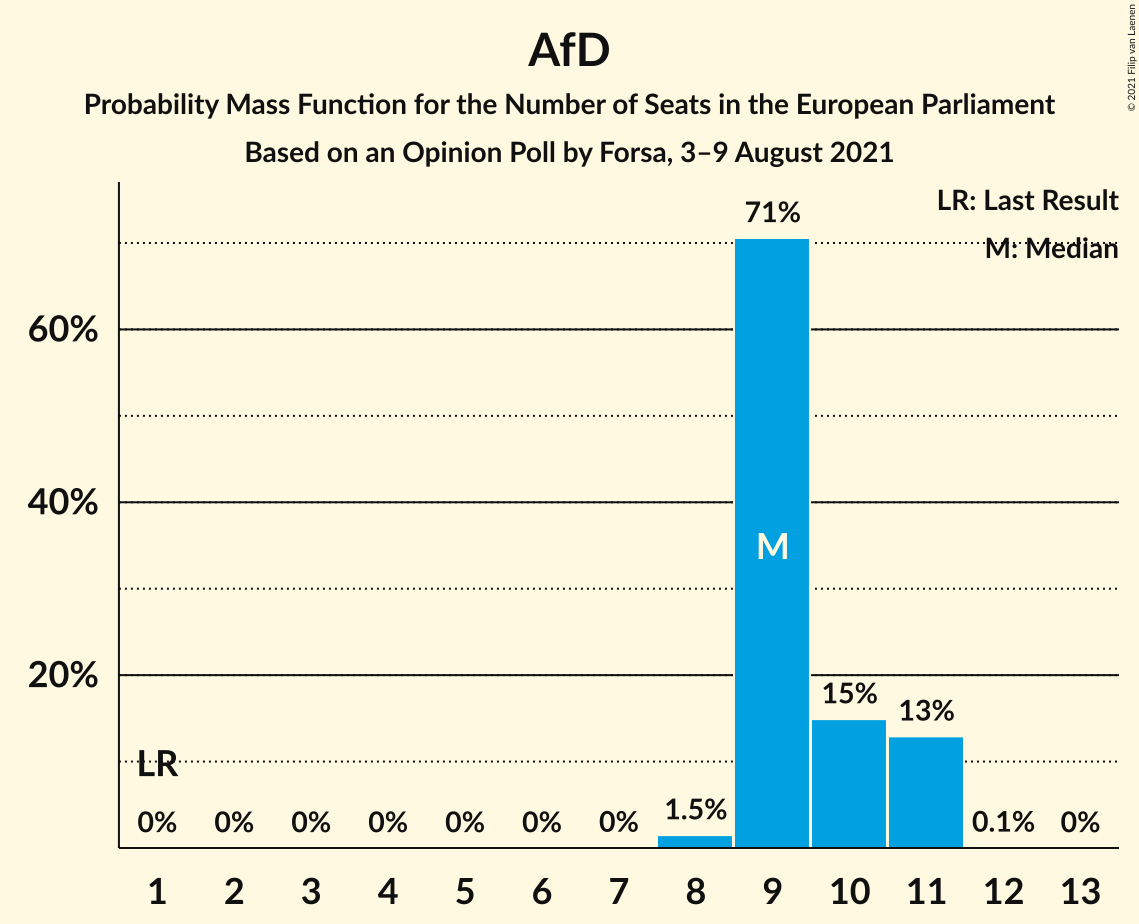 AfD
Probability Mass Function for the Number of Seats in the European Parliament
Based on an Opinion Poll by Forsa, 3–9 August 2021
© 2021 Filip van Laenen
LR: Last Result
M: Median
71%
60%
40%
M
20%
15%
13%
LR
0% 0% 0% 0% 0% 0% 0% 1.5% 0.1% 0%
1 2 3 4 5 6 7 8 9 10 11 12 13